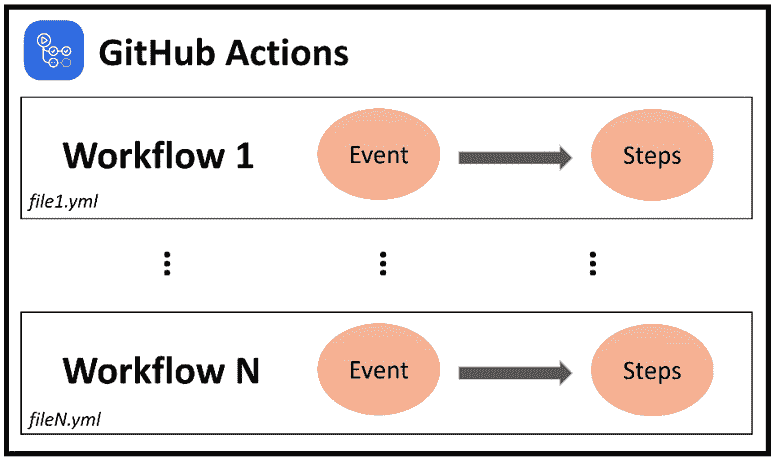 GitHub Actions
Workflow 1
Event
Steps
file1.yml
Workflow N
Event
Steps
fileN.yml